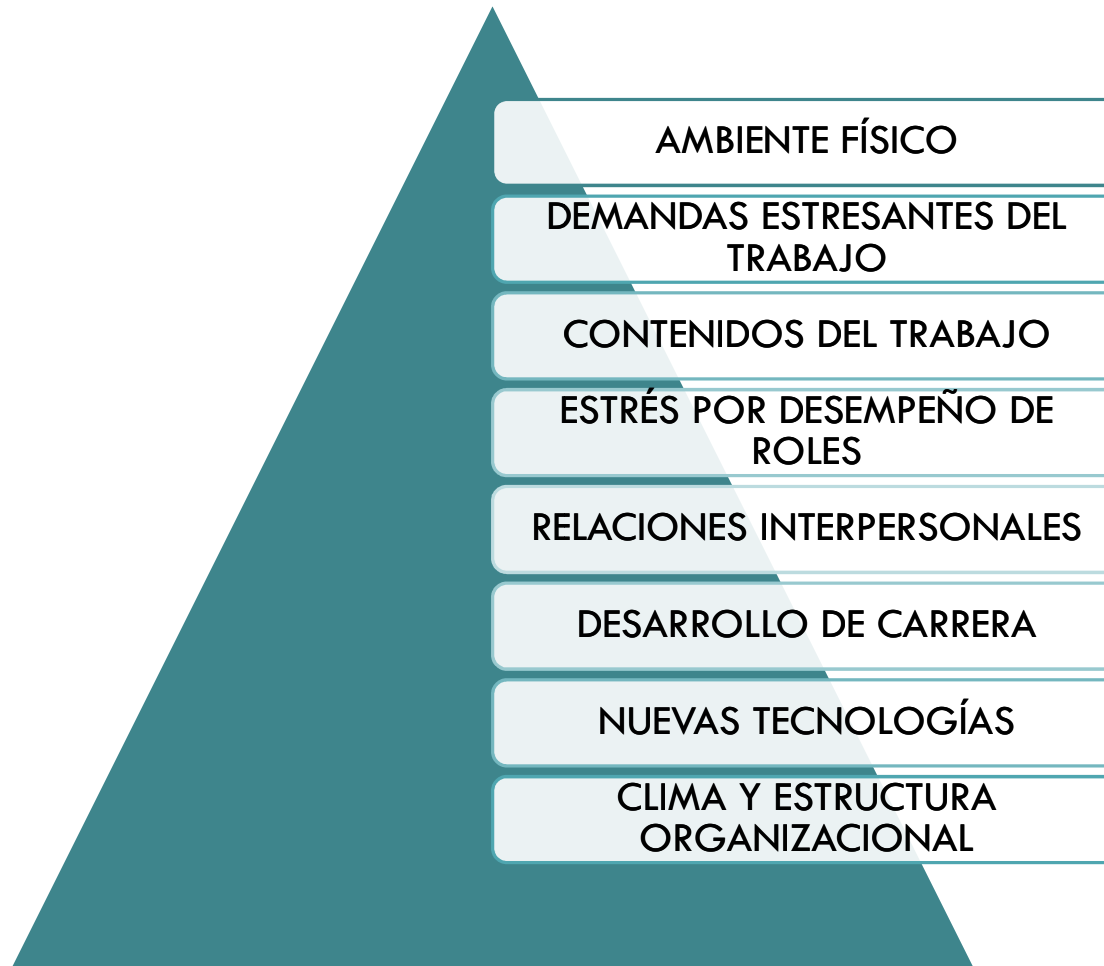 AMBIENTE FÍSICO
DEMANDAS ESTRESANTES DEL
TRABAJO
CONTENIDOS DEL TRABAJO
ESTRÉS POR DESEMPEÑO DE
ROLES
RELACIONES INTERPERSONALES
DESARROLLO DE CARRERA
NUEVAS TECNOLOGÍAS
CLIMA Y ESTRUCTURA
ORGANIZACIONAL